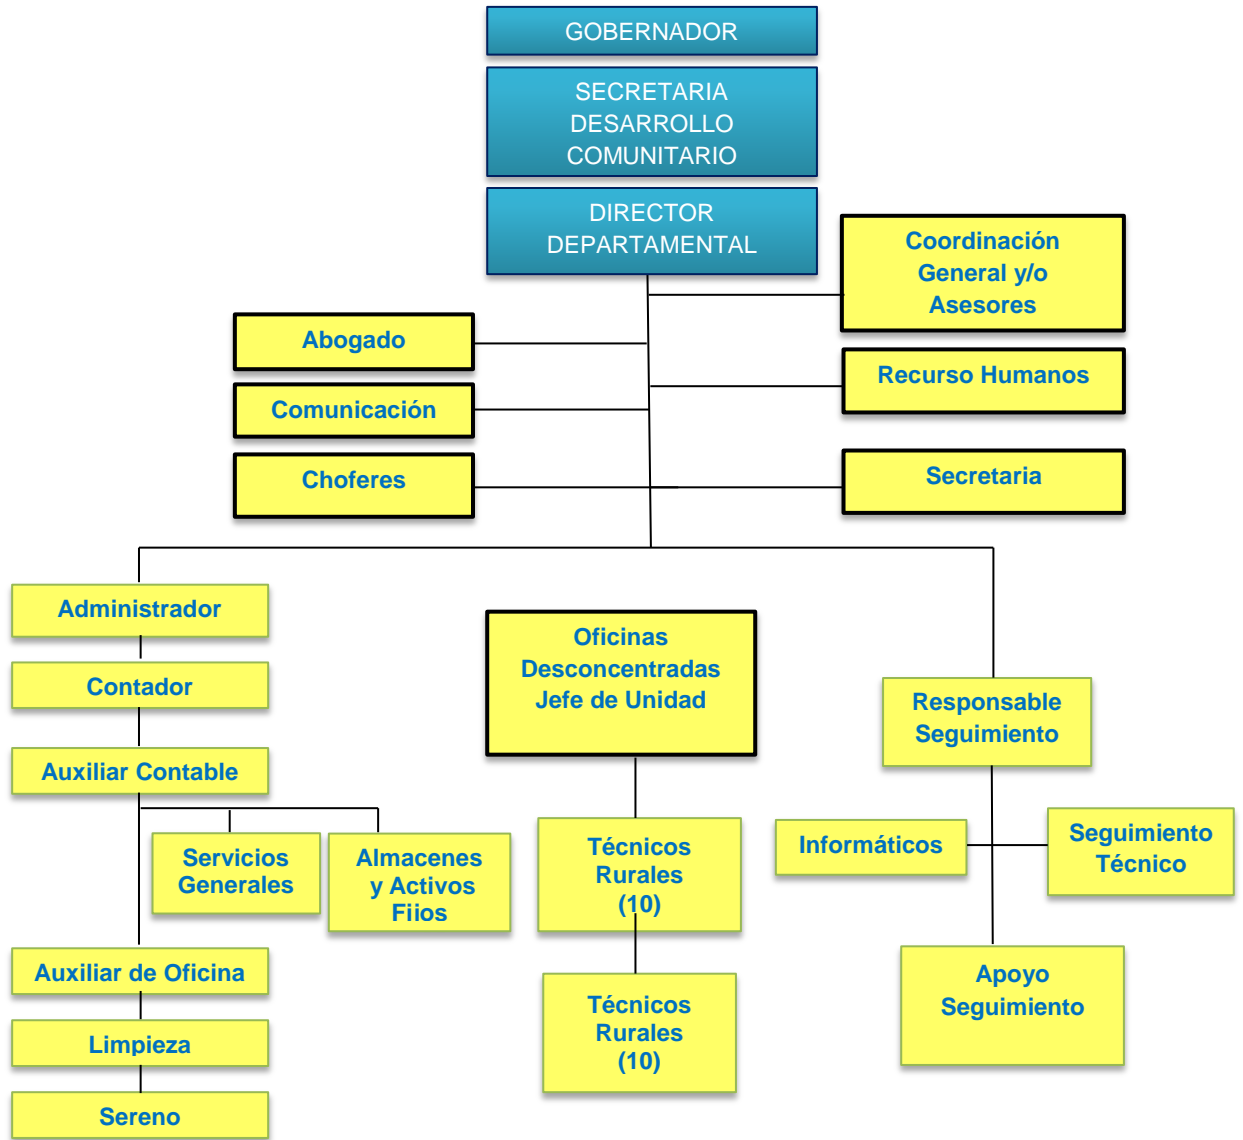 GOBERNADOR
SECRETARIA
DESARROLLO
COMUNITARIO
DIRECTOR
DEPARTAMENTAL
Coordinación
General y/o
Asesores
Abogado
Recurso Humanos
Comunicación
Choferes
Secretaria
Administrador
Contador
Auxiliar Contable
Servicios
Generales
Almacenes
y Activos
Fiios
Auxiliar de Oficina
Limpieza
Sereno
Oficinas
Desconcentradas
Jefe de Unidad
Técnicos
Rurales
(10)
Técnicos
Rurales
(10)
Responsable
Seguimiento
Informáticos
Seguimiento
Técnico
Apoyo
Seguimiento